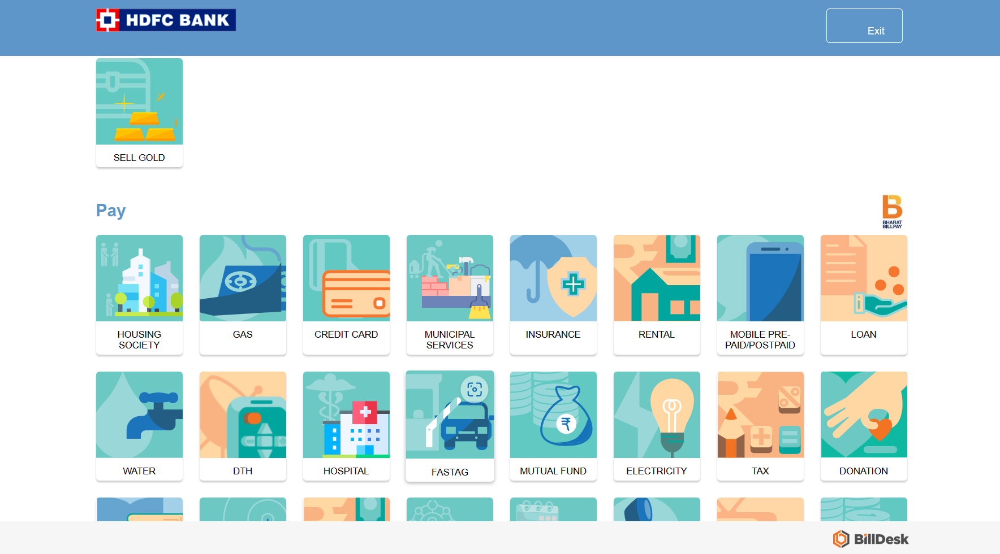 HDFC BANK
Exit
SELL GOLD
Pay
B
BHARAT
BILLPAY
HOUSING
SOCIETY
GAS
CREDIT CARD
MUNICIPAL
SERVICES
INSURANCE
RENTAL
MOBILE PRE-
PAID/POSTPAID
LOAN
₹
WATER
DTH
HOSPITAL
FASTAG
MUTUAL FUND
ELECTRICITY
TAX
DONATION
BillDesk